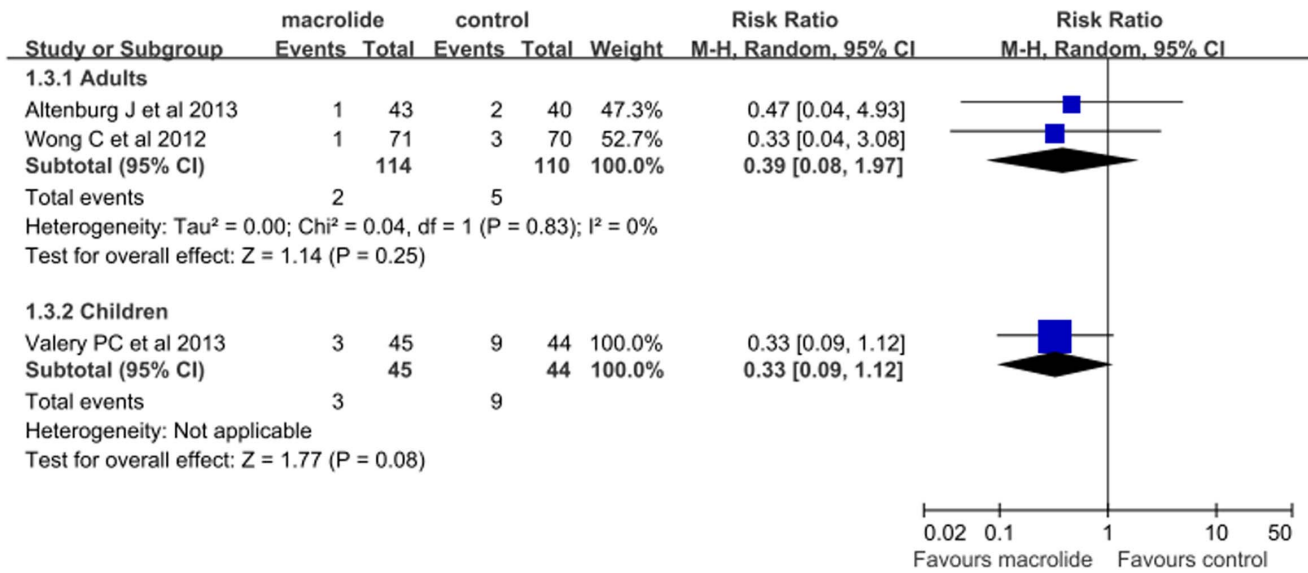 macrolide control Risk Ratio Risk Ratio
Study or Subgroup Events Total Events Total Weight M-H, Random, 95% CI M-H, Random, 95% CI
1.3.1 Adults
Altenburg J et al 2013 1 43 2 40 47.3% 0.47 [0.04, 4.93]
Wong C et al 2012 1 71 3 70 52.7% 0.33 [0.04, 3.08]
Subtotal (95% CI) 114 110 100.0% 0.39 [0.08, 1.97]
Total events 2 5
Heterogeneity: Tau² = 0.00; Chi² = 0.04, df = 1 (P = 0.83); I² = 0%
Test for overall effect: Z = 1.14 (P = 0.25)
1.3.2 Children
Valery PC et al 2013 3 45 9 44 100.0% 0.33 [0.09, 1.12]
Subtotal (95% CI) 45 44 100.0% 0.33 [0.09, 1.12]
Total events 3 9
Heterogeneity: Not applicable
Test for overall effect: Z = 1.77 (P = 0.08)
0.02 0.1 1 10 50
Favours macrolide Favours control